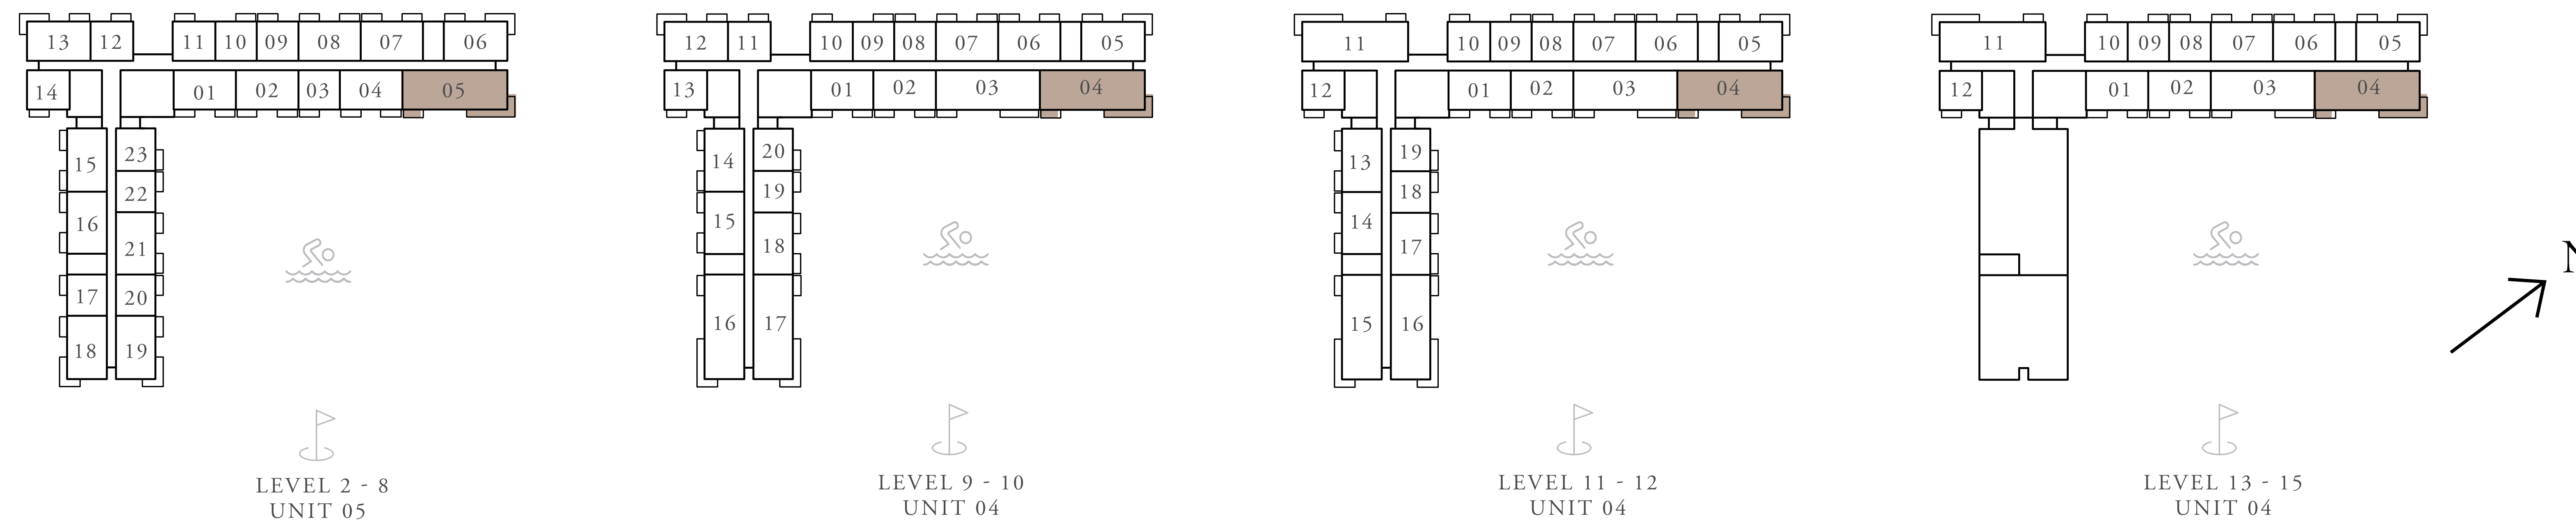 13 12 11 10 09 08 07 06
14 01 02 03 04 05
15 23
22
16
21
17 20
18 19
LEVEL 2 - 8
UNIT 05
12 11 10 09 08 07 06 05
13 01 02 03 04
14 20
19
15
18
16 17
LEVEL 9 - 10
UNIT 04
11 10 09 08 07 06 05
12 01 02 03 04
13 19
18
14
17
15 16
LEVEL 11 - 12
UNIT 04
11 10 09 08 07 06 05
12 01 02 03 04
LEVEL 13 - 15
UNIT 04
N